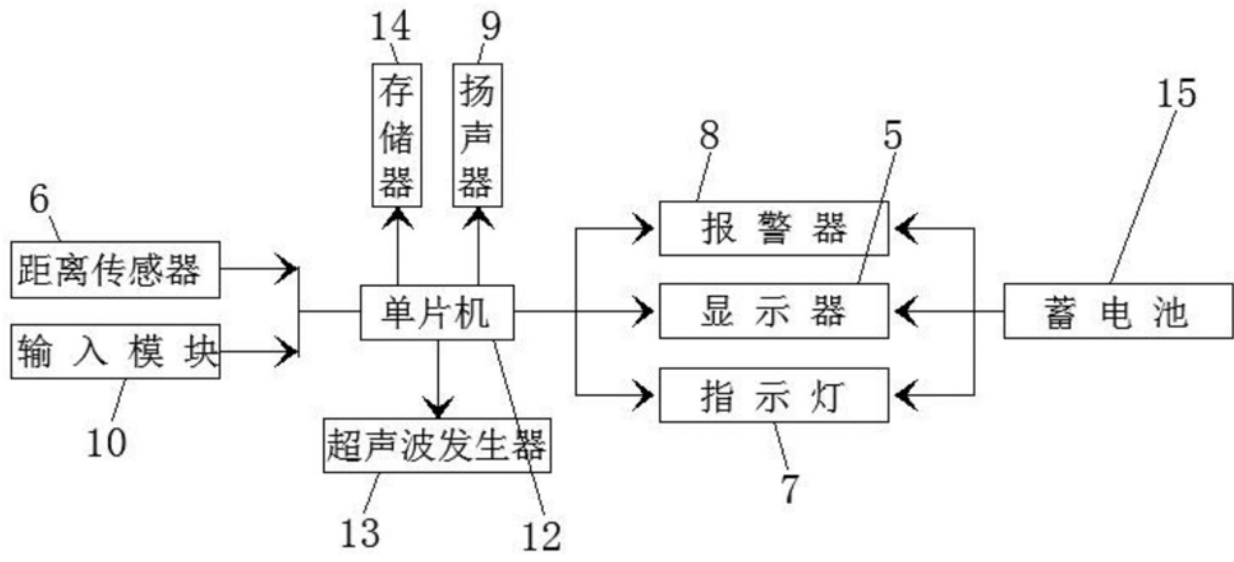 14
9
存储器
扬声器
15
8
5
6
报警器
距离传感器
单片机
显示器
蓄电池
输入模块
指示灯
10
超声波发生器
7
13
12